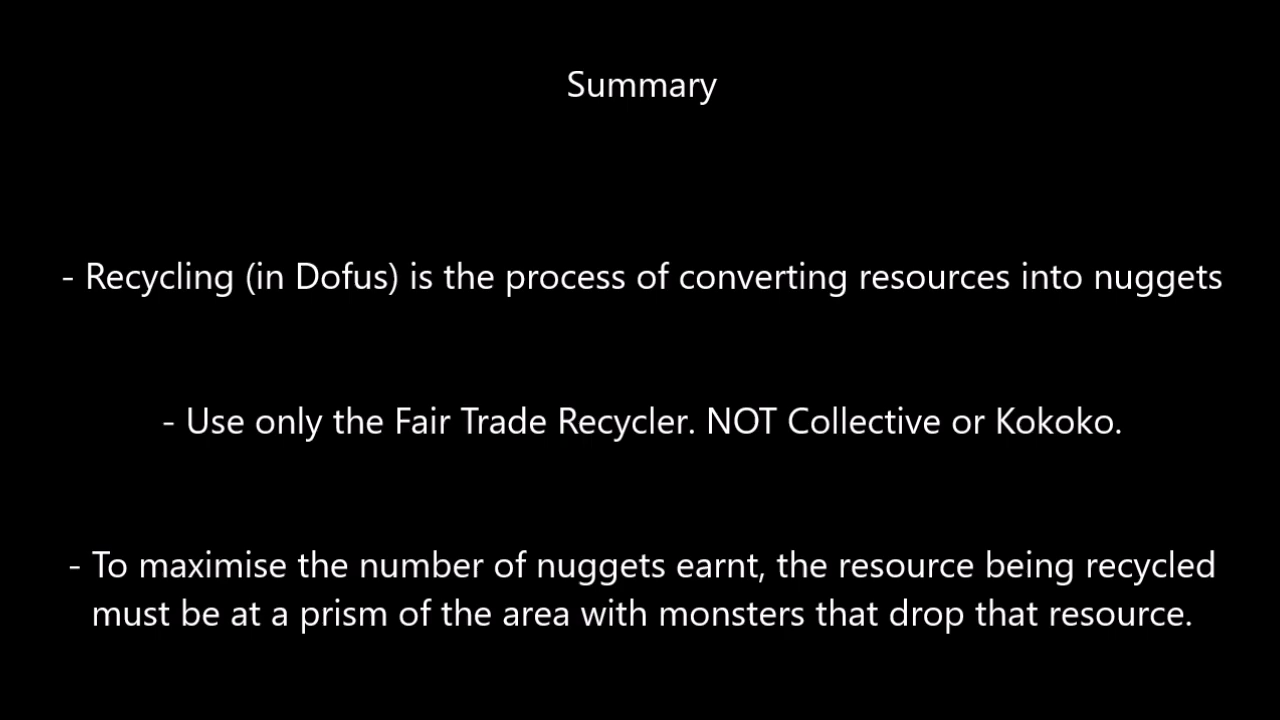 Summary
- Recycling (in Dofus) is the process of converting resources into nuggets
- Use only the Fair Trade Recycler. NOT Collective or Kokoko.
- To maximise the number of nuggets earnt, the resource being recycled
must be at a prism of the area with monsters that drop that resource.